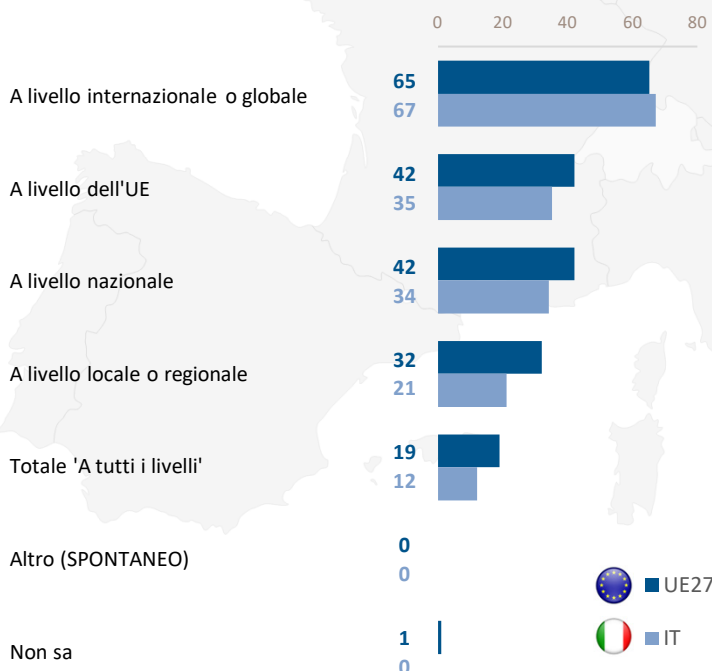 0 20 40 60 80
A livello internazionale o globale
65
67
A livello dell'UE
42
35
A livello nazionale
42
34
A livello locale o regionale
32
21
Totale 'A tutti i livelli'
19
12
Altro (SPONTANEO)
0
0
UE27
IT
Non sa
1
0